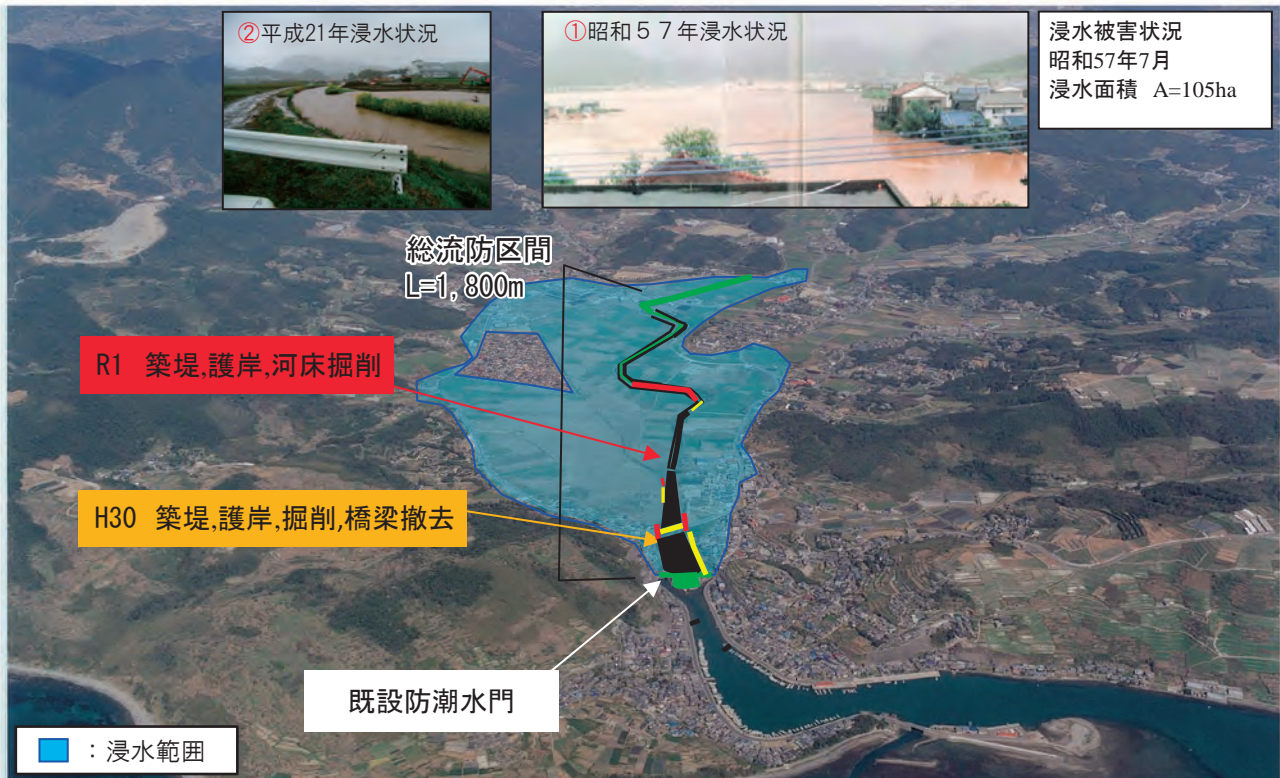 ②平成21年浸水状況
①昭和57年浸水状況
浸水被害状況
昭和57年7月
浸水面積 A=105ha
総流防区間
L=1,800m
R1 築堤,護岸,河床掘削
H30 築堤,護岸,掘削,橋梁撤去
既設防潮水門
：浸水範囲